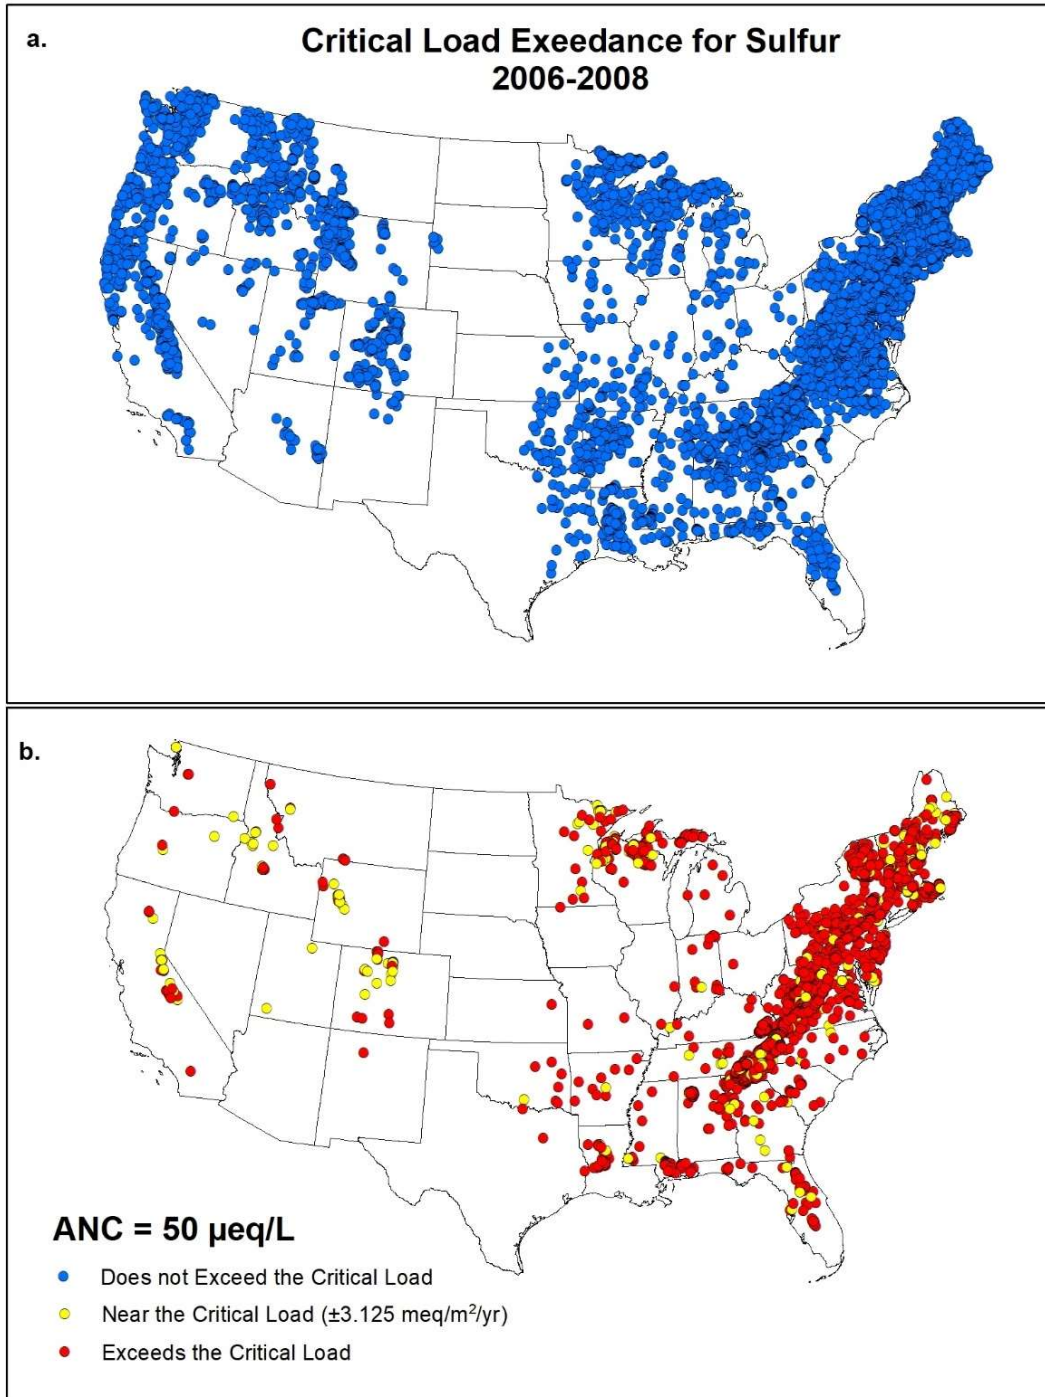 a.
Critical Load Exeedance for Sulfur
2006-2008
b.
ANC = 50 µeq/L
Does not Exceed the Critical Load
Near the Critical Load (±3.125 meq/m²/yr)
Exceeds the Critical Load